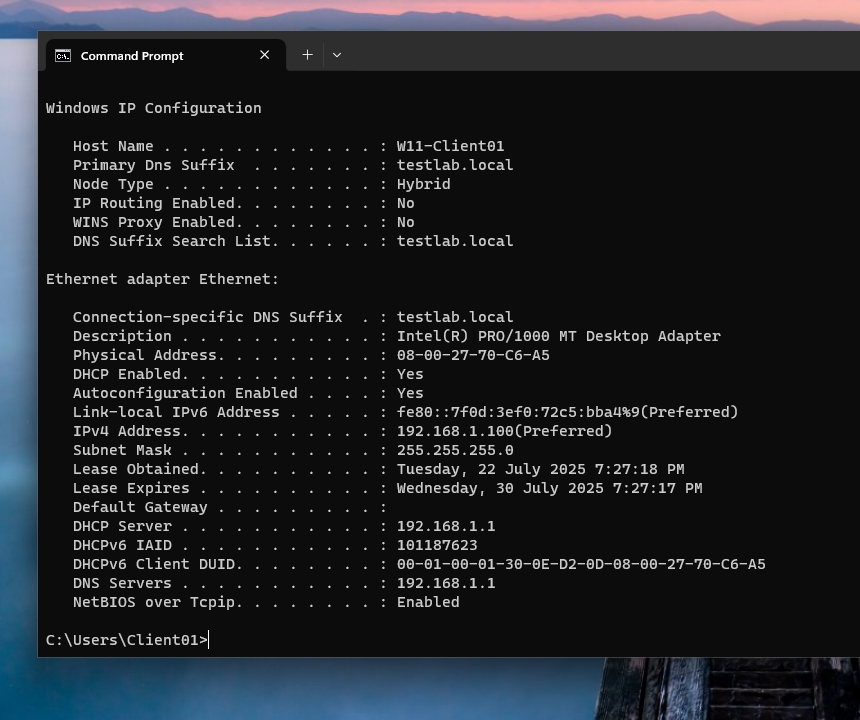 Command Prompt
Windows IP Configuration
Host Name . . . . . . . . . . . . : W11-Client01
Primary Dns Suffix  . . . . . . . : testlab.local
Node Type . . . . . . . . . . . . : Hybrid
IP Routing Enabled. . . . . . . . : No
WINS Proxy Enabled. . . . . . . . : No
DNS Suffix Search List. . . . . . : testlab.local
Ethernet adapter Ethernet:
Connection-specific DNS Suffix  . : testlab.local
Description . . . . . . . . . . . : Intel(R) PRO/1000 MT Desktop Adapter
Physical Address. . . . . . . . . : 08-00-27-70-C6-A5
DHCP Enabled. . . . . . . . . . . : Yes
Autoconfiguration Enabled . . . . : Yes
Link-local IPv6 Address . . . . . : fe80::7f0d:3ef0:72c5:bba4%9(Preferred)
IPv4 Address. . . . . . . . . . . : 192.168.1.100(Preferred)
Subnet Mask . . . . . . . . . . . : 255.255.255.0
Lease Obtained. . . . . . . . . . : Tuesday, 22 July 2025 7:27:18 PM
Lease Expires . . . . . . . . . . : Wednesday, 30 July 2025 7:27:17 PM
Default Gateway . . . . . . . . . :
DHCP Server . . . . . . . . . . . : 192.168.1.1
DHCPv6 IAID . . . . . . . . . . . : 101187623
DHCPv6 Client DUID. . . . . . . . : 00-01-00-01-30-0E-D2-0D-08-00-27-70-C6-A5
DNS Servers . . . . . . . . . . . : 192.168.1.1
NetBIOS over Tcpip. . . . . . . . : Enabled
C:\Users\Client01>